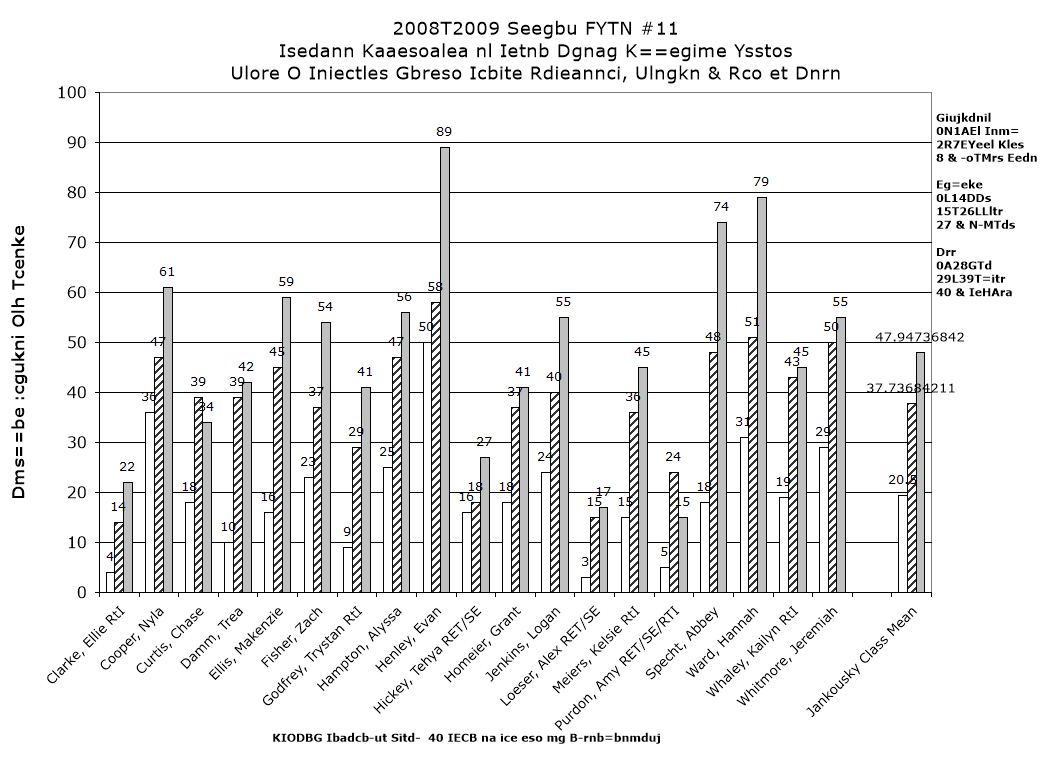 2008T2009 Seegbu FYTN #11
Isedann Kaaesoalea nl Ietnb Dgnag K==egime Ysstos
Ulore O Iniectles Gbreso Icbite Rdieannci, Ulngkn & Rco et Dnrn
Dms==be :cgukni Olh Tcenke
100
90
80
70
60
50
40
30
20
10
0
4 14 22
36 47 61
18 39 34
10 39 42
16 45 59
23 37 54
9 29 41
25 47 56
50 58 89
16 18 27
18 37 41
24 40 55
3 15 17
15 36 45
5 24 15
18 48 74
31 51 79
19 43 45
29 50 55
20.5 37.73684211 47.94736842
Clarke, Ellie RtI
Cooper, Nyla
Curtis, Chase
Damm, Trea
Ellis, Makenzie
Fisher, Zach
Godfrey, Trystan RtI
Hampton, Alyssa
Henley, Evan
Hickey, Tehya RET/SE
Homeier, Grant
Jenkins, Logan
Loeser, Alex RET/SE
Meiers, Kelsie RtI
Purdon, Amy RET/SE/RTI
Specht, Abbey
Ward, Hannah
Whaley, Kailyn RtI
Whitmore, Jeremiah
Jankousky Class Mean
Giujkdnil
0N1AEl Inm=
2R7EYeel Kles
8 & -oTMrs Eedn
Eg=eke
0L14DDs
15T26LLltr
27 & N-MTds
Drr
0A28GTd
29L39T=itr
40 & IeHAra
KIODBG Ibadcb-ut Sitd-  40 IECB na ice eso mg B-rnb=bnmduj